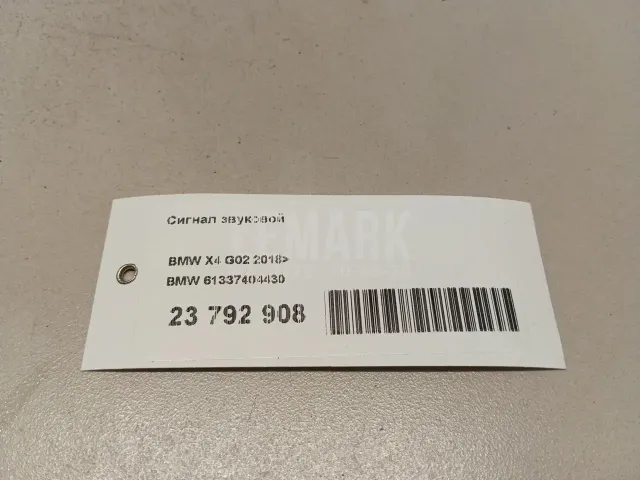 Сигнал звуковой
BMW X4 G02 2018>
BMW 61337404430
23 792 908